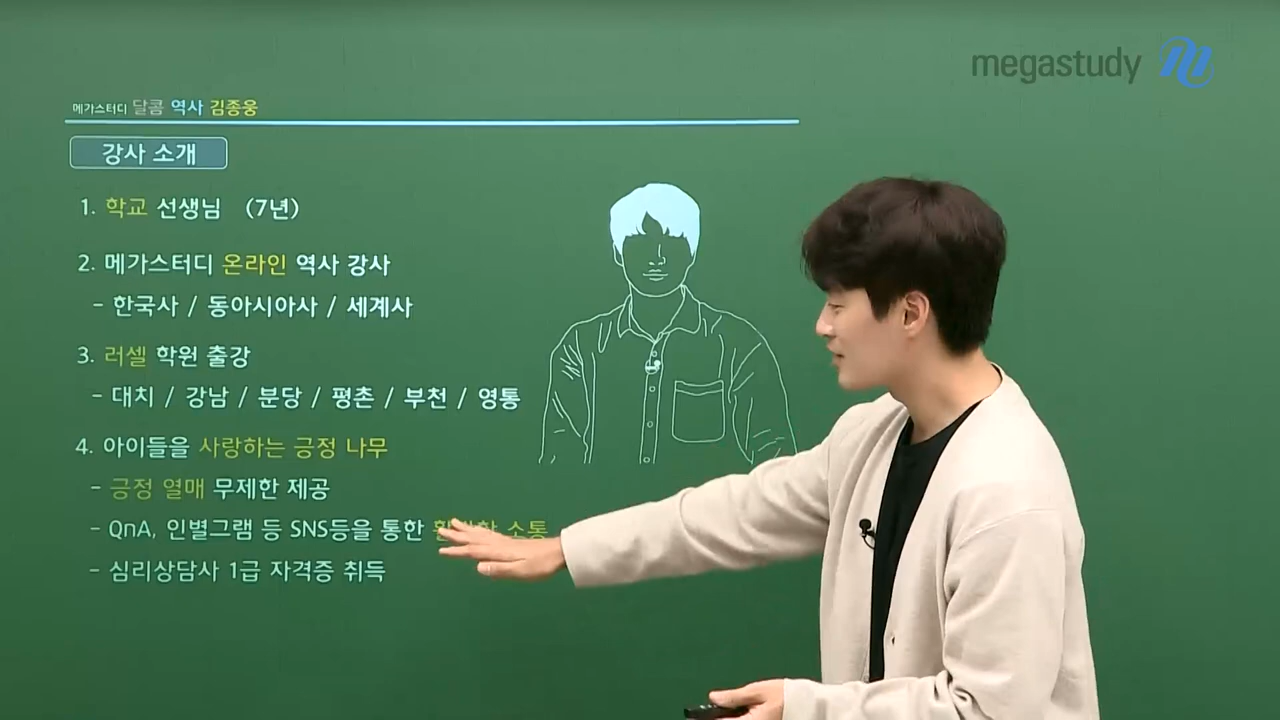 megastudy
메가스터디 달콤 역사 김종웅
강사 소개
1. 학교 선생님 (7년)
2. 메가스터디 온라인 역사 강사
- 한국사 / 동아시아사 / 세계사
3. 러셀 학원 출강
- 대치 / 강남 / 분당 / 평촌 / 부천 / 영통
4. 아이들을 사랑하는 긍정 나무
- 긍정 열매 무제한 제공
- QnA, 인별그램 등 SNS등을 통한 소통
- 심리상담사 1급 자격증 취득